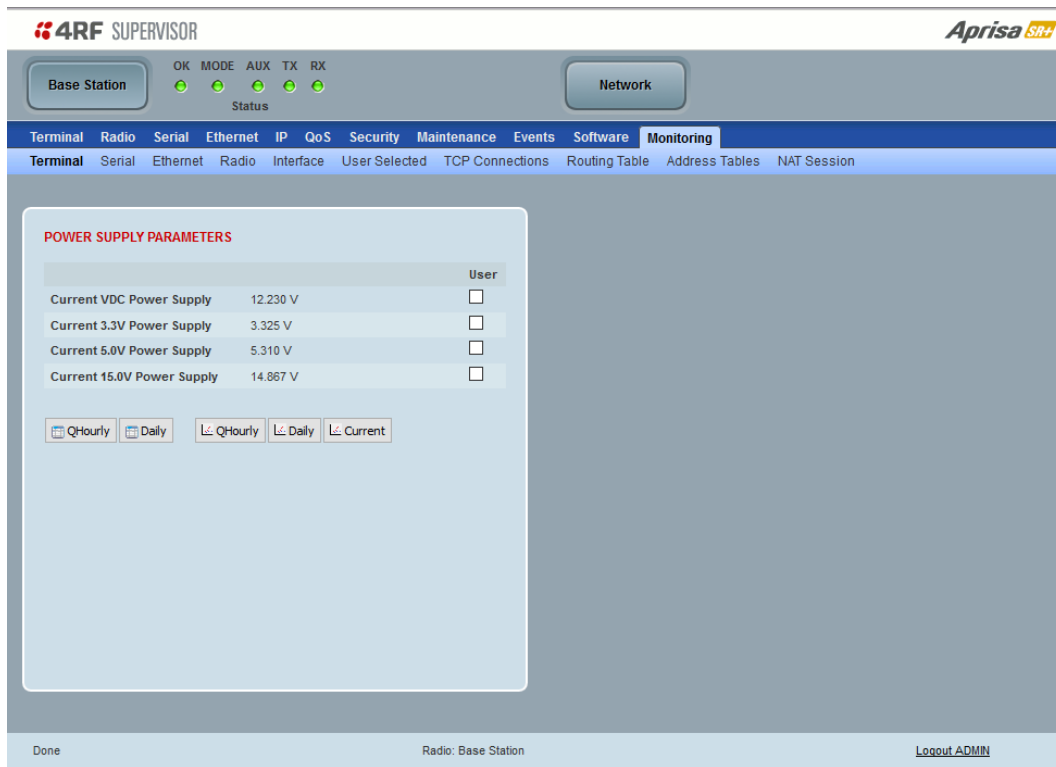 4RF SUPERVISOR
Aprisa SR+
Base Station
OK MODE AUX TX RX
Status
Network
Terminal Radio Serial Ethernet IP QoS Security Maintenance Events Software Monitoring
Terminal Serial Ethernet Radio Interface User Selected TCP Connections Routing Table Address Tables NAT Session
POWER SUPPLY PARAMETERS
User
Current VDC Power Supply 12.230 V
Current 3.3V Power Supply 3.325 V
Current 5.0V Power Supply 5.310 V
Current 15.0V Power Supply 14.867 V
QHourly Daily QHourly Daily Current
Done Radio: Base Station Logout ADMIN